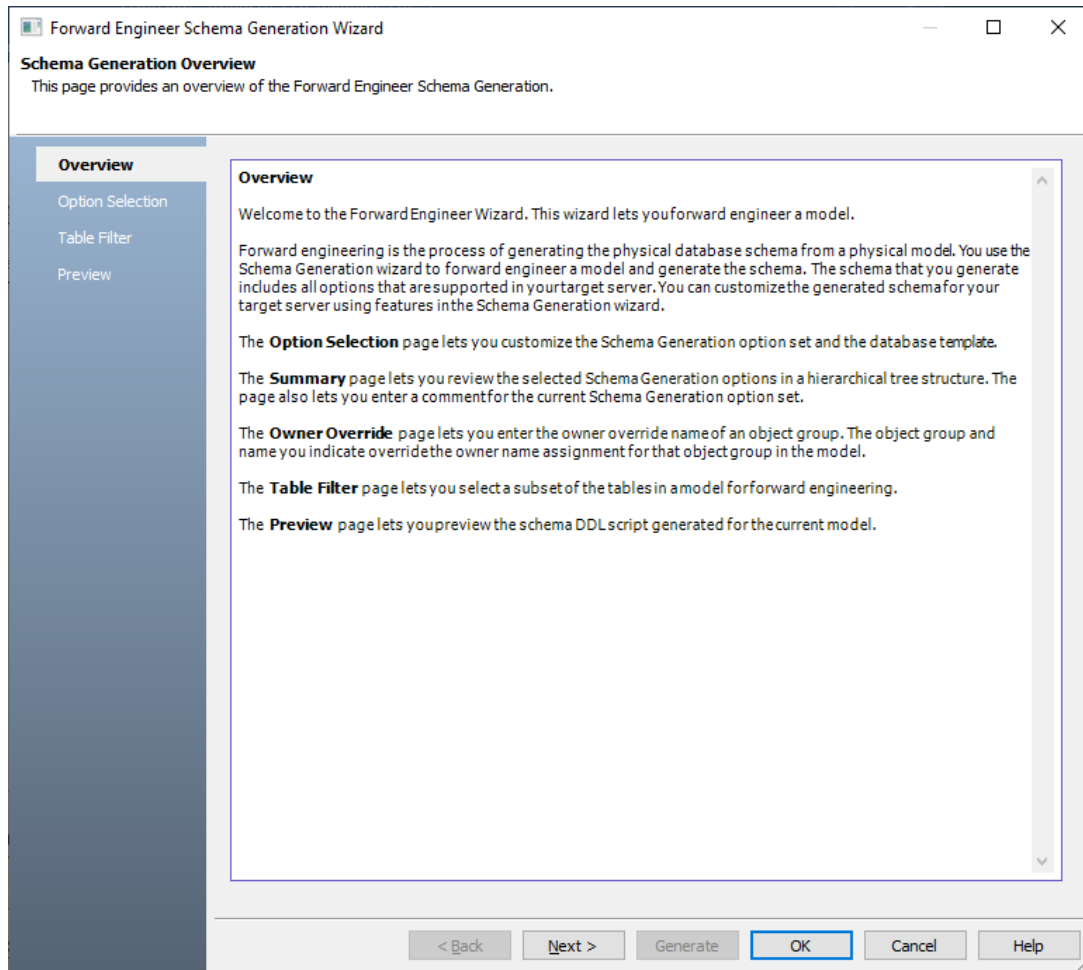 Forward Engineer Schema Generation Wizard
Schema Generation Overview
This page provides an overview of the Forward Engineer Schema Generation.
Overview
Option Selection
Table Filter
Preview
Overview
Welcome to the Forward Engineer Wizard. This wizard lets you forward engineer a model.
Forward engineering is the process of generating the physical database schema from a physical model. You use the
Schema Generation wizard to forward engineer a model and generate the schema. The schema that you generate
includes all options that are supported in your target server. You can customize the generated schema for your
target server using features in the Schema Generation wizard.
The Option Selection page lets you customize the Schema Generation option set and the database template.
The Summary page lets you review the selected Schema Generation options in a hierarchical tree structure. The
page also lets you enter a comment for the current Schema Generation option set.
The Owner Override page lets you enter the owner override name of an object group. The object group and
name you indicate override the owner name assignment for that object group in the model.
The Table Filter page lets you select a subset of the tables in a model for forward engineering.
The Preview page lets you preview the schema DDL script generated for the current model.
< Back
Next >
Generate
OK
Cancel
Help